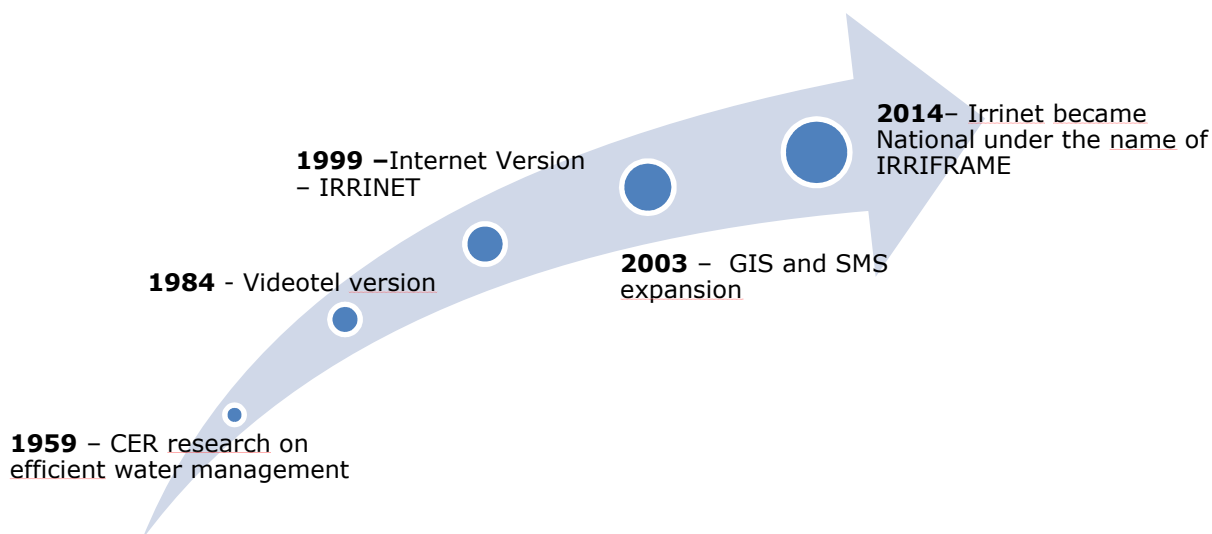 1959 – CER research on
efficient water management
1984 - Videotel version
1999 –Internet Version
– IRRINET
2003 –  GIS and SMS
expansion
2014– Irrinet became
National under the name of
IRRIFRAME